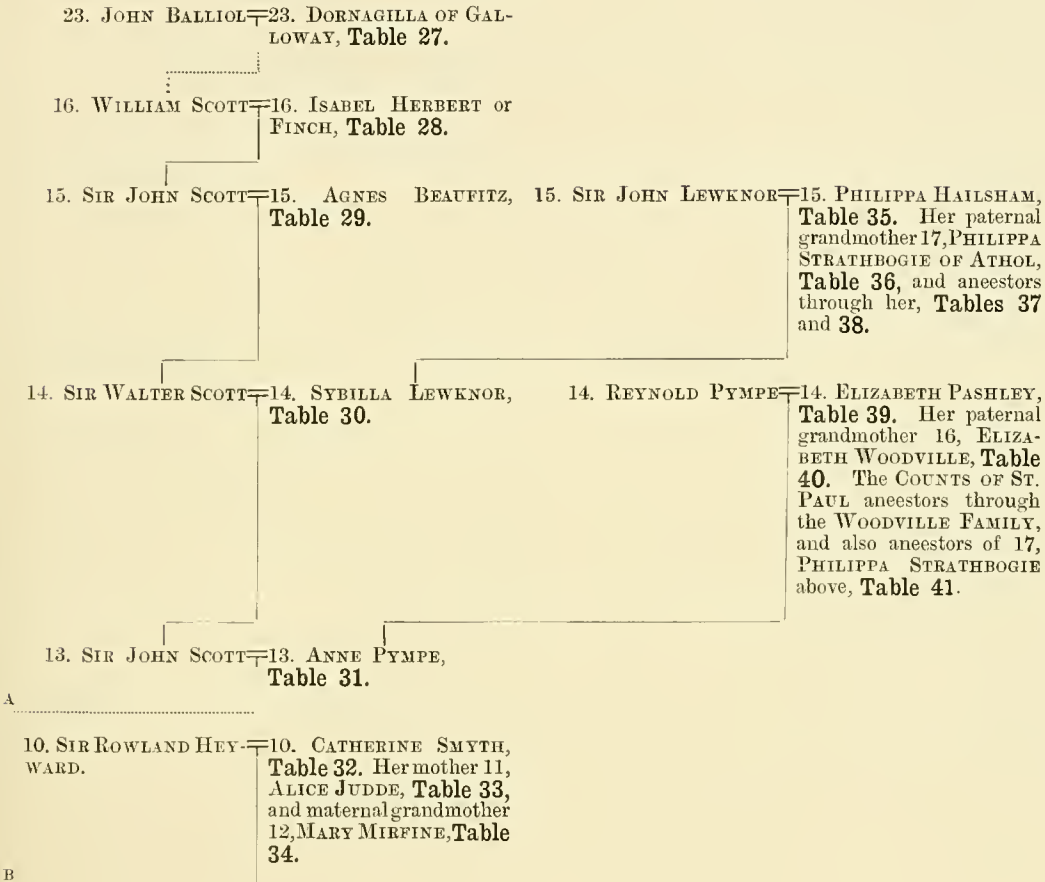 23. JOHN BALLIOL
23. DORNAGILLA OF GAL-
LOWAY, Table 27.
16. WILLIAM SCOTT
16. ISABEL HERBERT or
FINCH, Table 28.
15. SIR JOHN SCOTT
15. AGNES BEAUFITZ,
Table 29.
15. SIR JOHN LEWKNOR
15. PHILIPPA HAILSHAM,
Table 35. Her paternal
grandmother 17, PHILIPPA
STRATHBOGIE OF ATHOL,
Table 36, and aneestors
through her, Tables 37
and 38.
14. SIR WALTER SCOTT
14. SYBILLA LEWKNOR,
Table 30.
14. REYNOLD PYMPE
14. ELIZABETH PASHLEY,
Table 39. Her paternal
grandmother 16, ELIZA-
BETH WOODVILLE, Table
40. The COUNTS OF ST.
PAUL aneestors through
the WOODVILLE FAMILY,
and also aneestors of 17,
PHILIPPA STRATHBOGIE
above, Table 41.
13. SIR JOHN SCOTT
13. ANNE PYMPE,
Table 31.
A
10. SIR ROWLAND HEY-
WARD.
10. CATHERINE SMYTH,
Table 32. Her mother 11,
ALICE JUDDE, Table 33,
and maternal grandmother
12, MARY MIRFINE, Table
34.
B